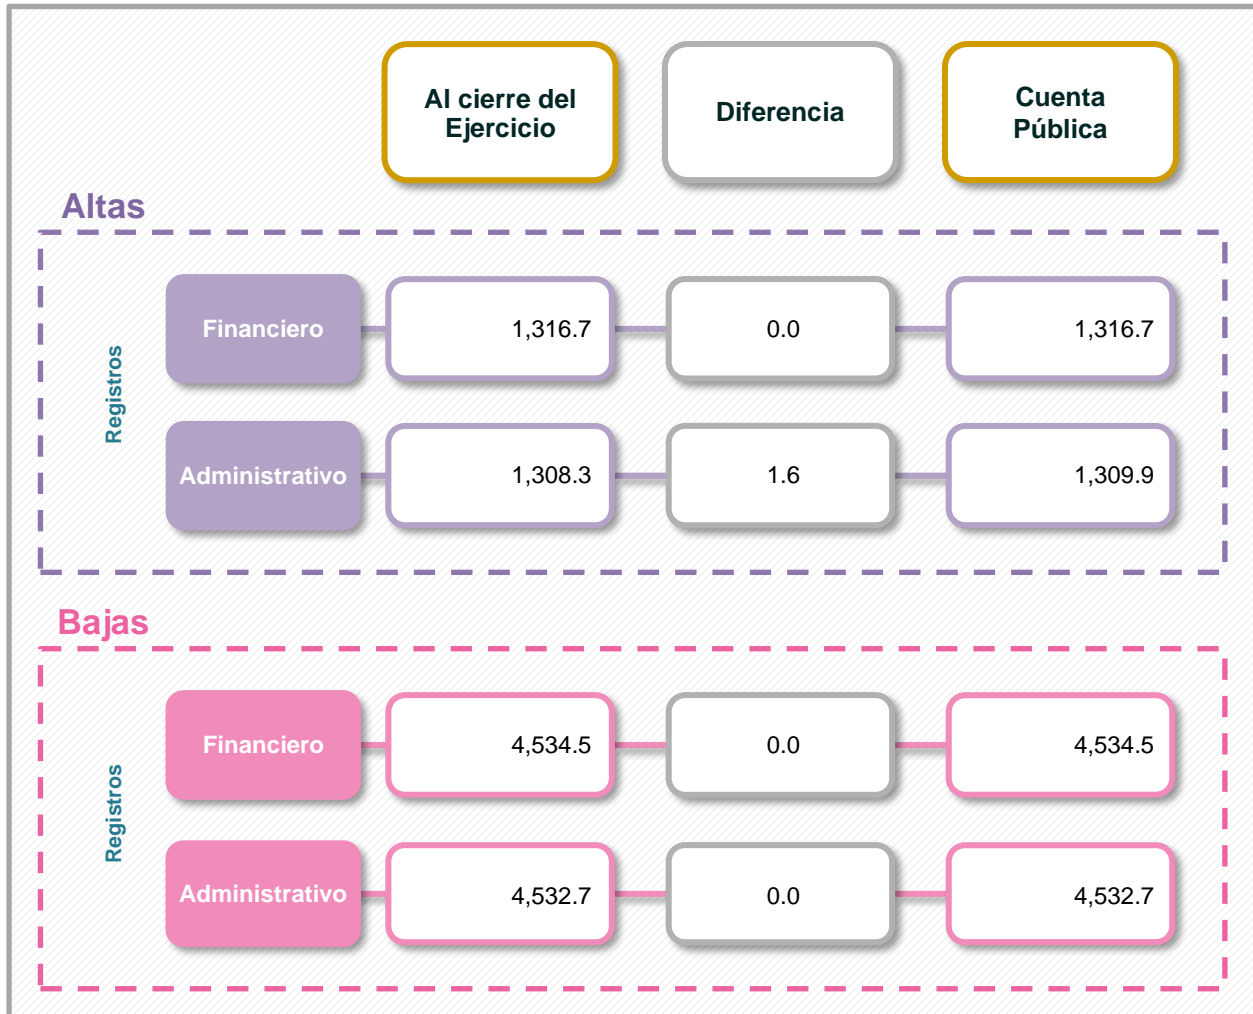 Al cierre del
Ejercicio
Diferencia
Cuenta
Pública
Altas
Registros
Financiero
1,316.7
0.0
1,316.7
Administrativo
1,308.3
1.6
1,309.9
Bajas
Registros
Financiero
4,534.5
0.0
4,534.5
Administrativo
4,532.7
0.0
4,532.7